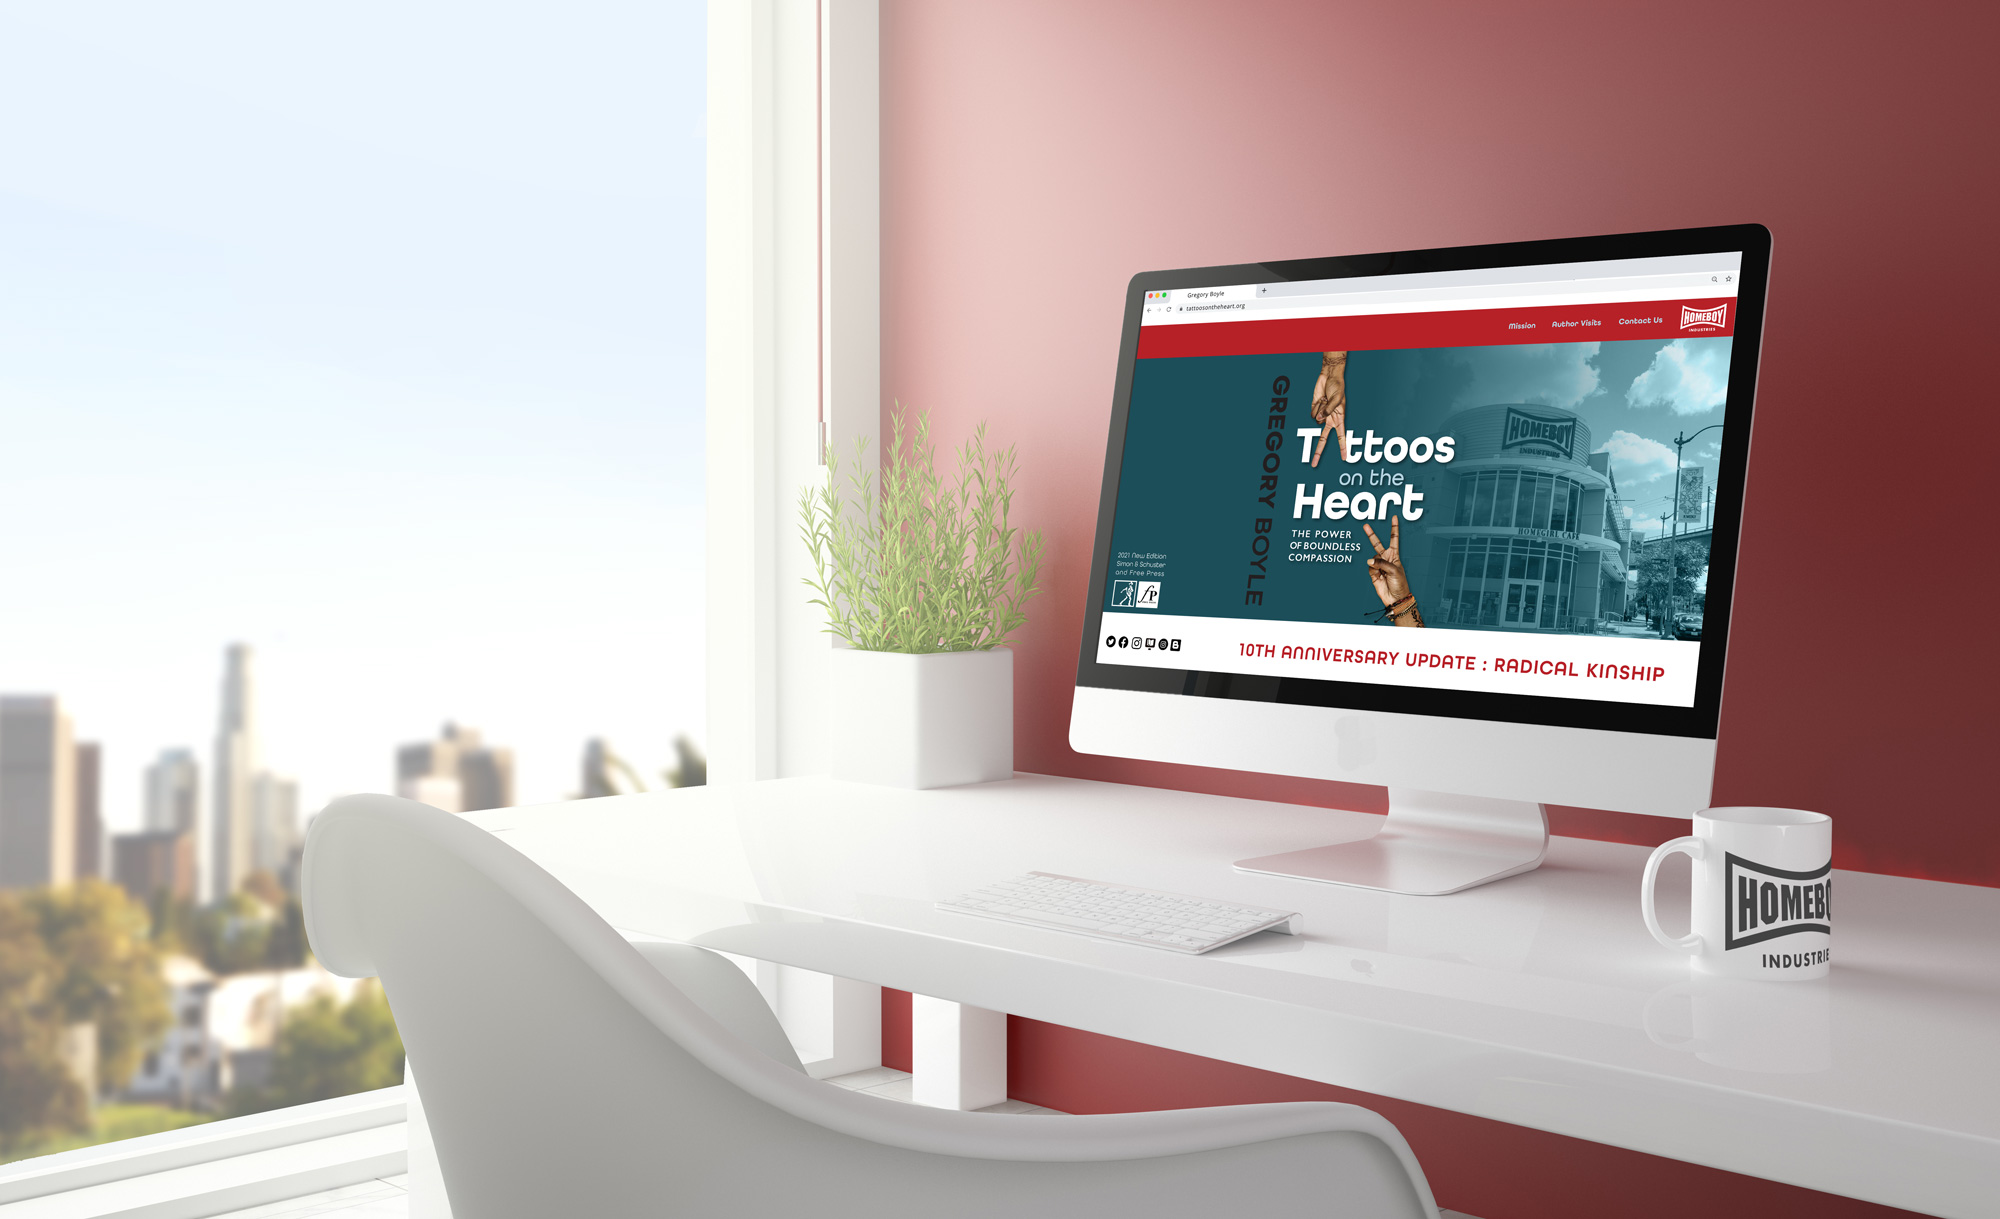 Gregory Boyle
tattoosontheheart.org
Mission
Author Visits
Contact Us
HOMEBOY
INDUSTRIES
GREGORY BOYLE
Tattoos
on the
Heart
THE POWER
OF BOUNDLESS
COMPASSION
HOMEBOY
INDUSTRIES
HOMEGIRL CAFE
2021 New Edition
Simon & Schuster
and Free Press
fP
10TH ANNIVERSARY UPDATE : RADICAL KINSHIP
HOMEBO
INDUSTRIE